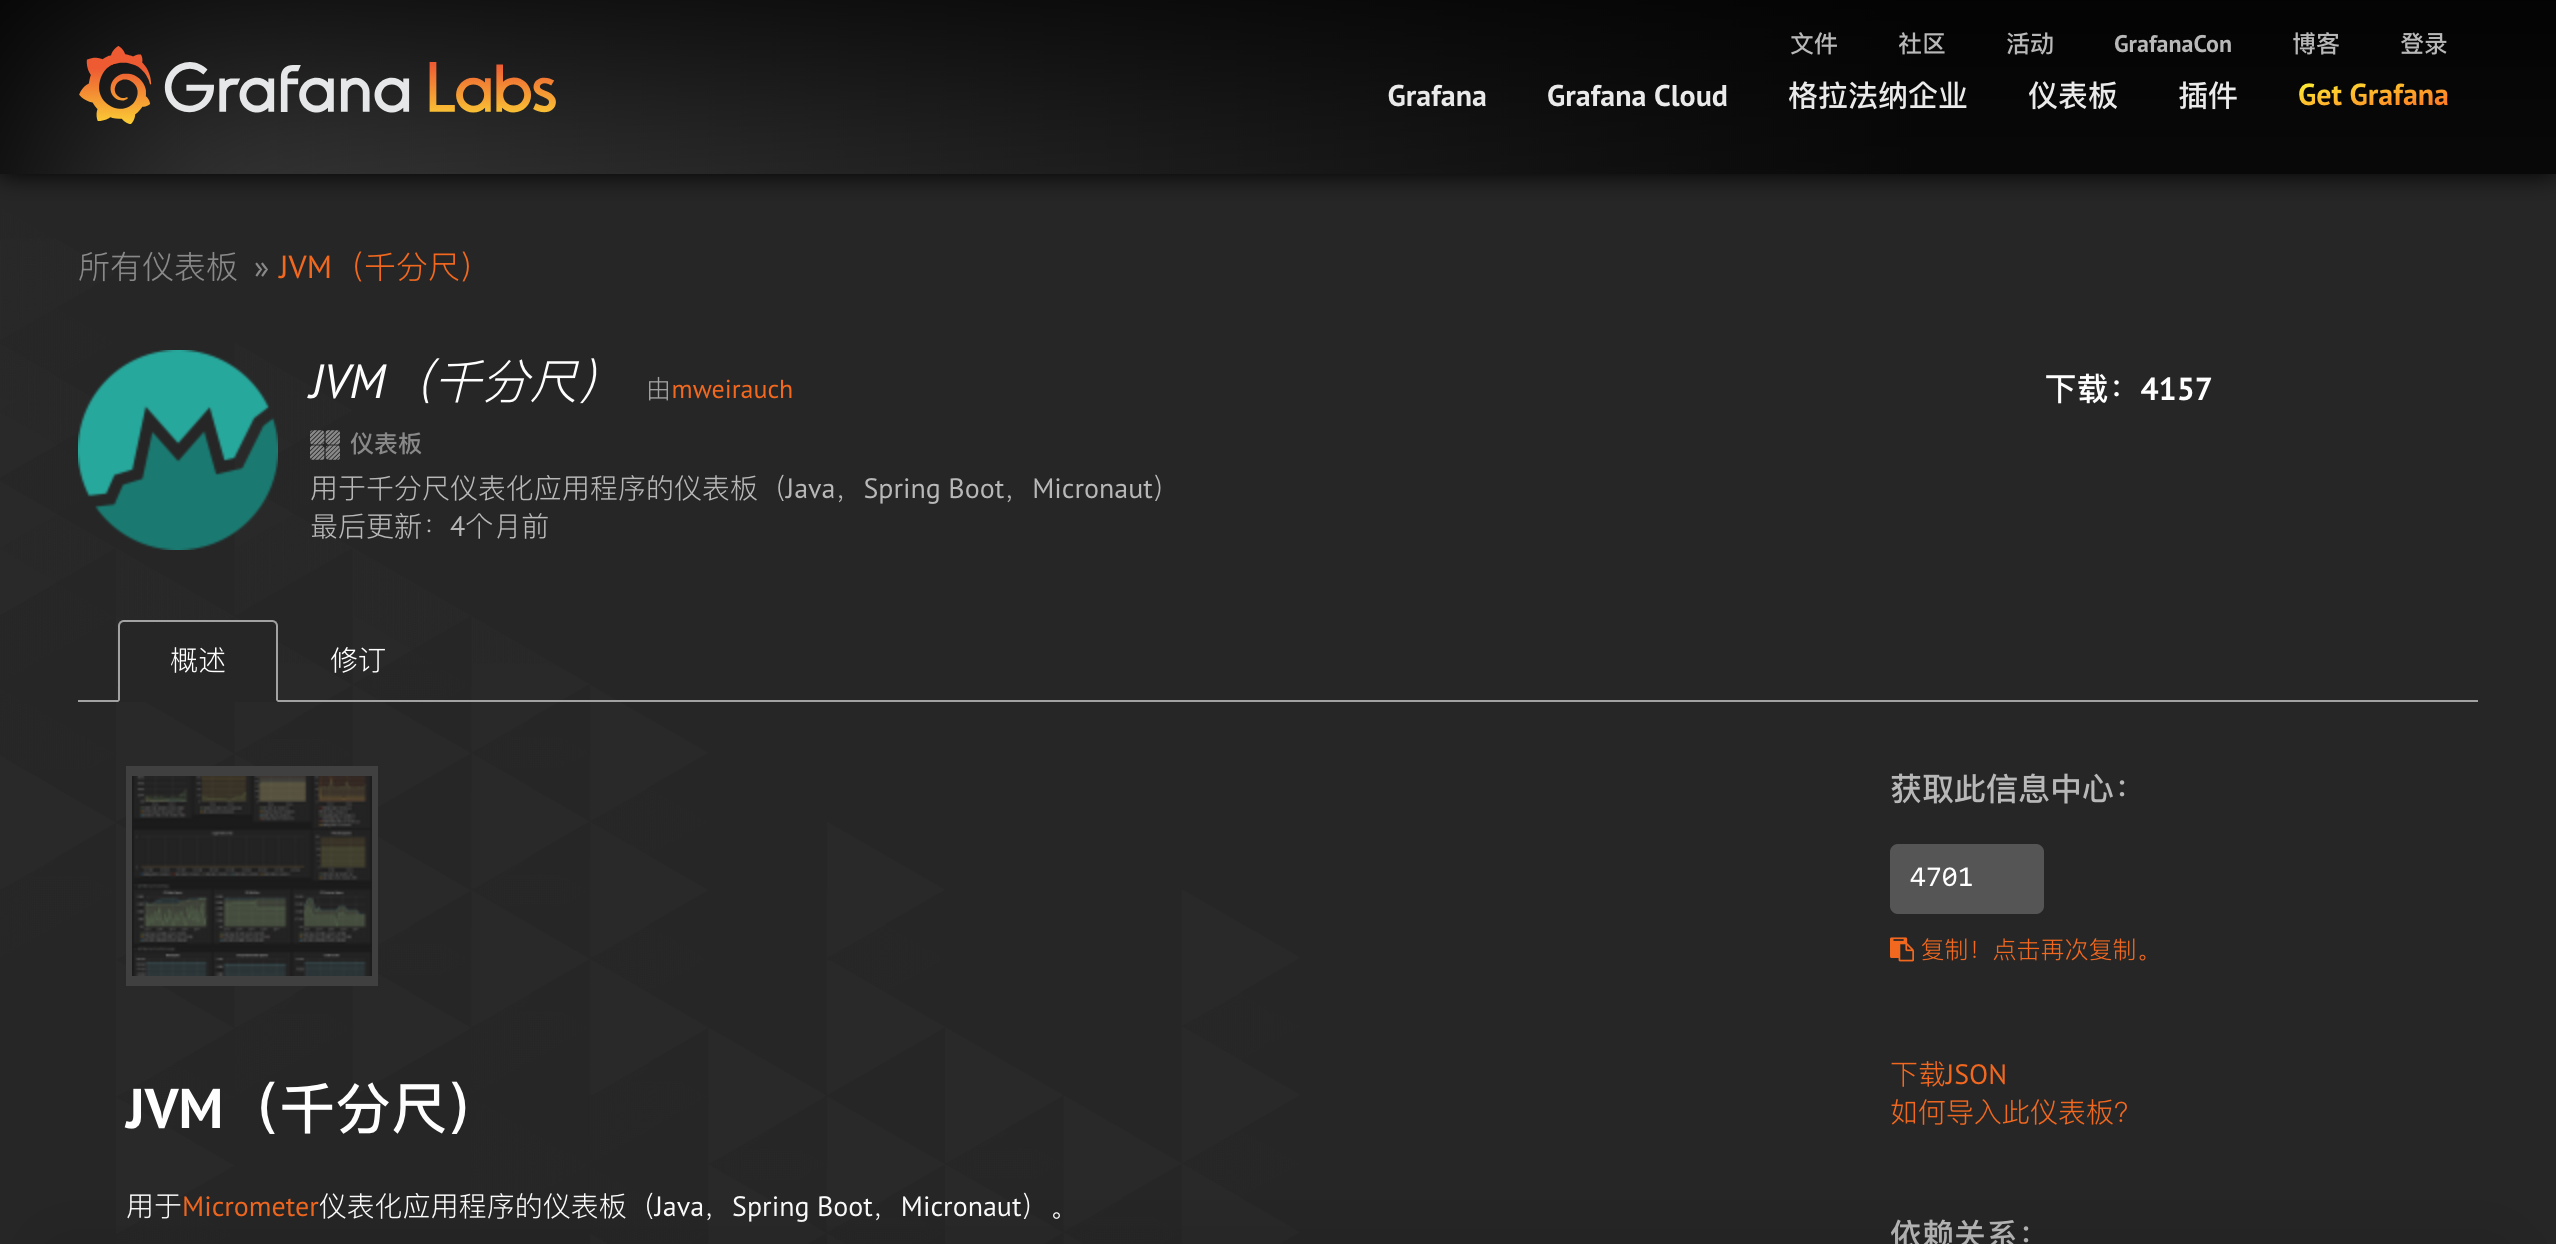 Grafana Labs
文件 社区 活动 GrafanaCon 博客 登录
Grafana Grafana Cloud 格拉法纳企业 仪表板 插件 Get Grafana
所有仪表板 » JVM（千分尺）
JVM（千分尺） 由mweirauch
下载：4157
仪表板
用于千分尺仪表化应用程序的仪表板（Java，Spring Boot，Micronaut）
最后更新：4个月前
概述 修订
获取此信息中心：
4701
复制！点击再次复制。
下载JSON
如何导入此仪表板？
JVM（千分尺）
用于Micrometer仪表化应用程序的仪表板（Java，Spring Boot，Micronaut）。
依赖关系：